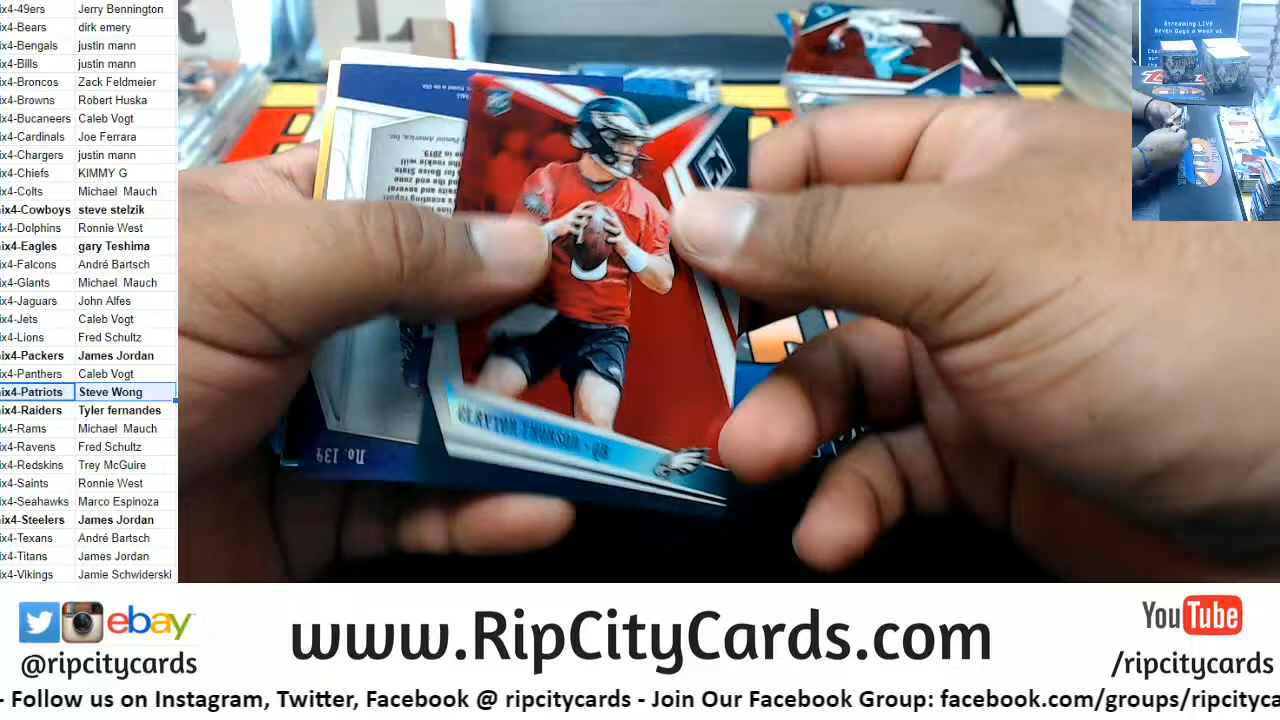 ix4-49ers Jerry Bennington
ix4-Bears dirk emery
ix4-Bengals justin mann
ix4-Bills justin mann
ix4-Broncos Zack Feldmeier
ix4-Browns Robert Huska
ix4-Bucaneers Caleb Vogt
ix4-Cardinals Joe Ferrara
ix4-Chargers justin mann
ix4-Chiefs KIMMY G
ix4-Colts Michael Mauch
ix4-Cowboys steve stelzik
ix4-Dolphins Ronnie West
ix4-Eagles gary Teshima
ix4-Falcons André Bartsch
ix4-Giants Michael Mauch
ix4-Jaguars John Alfes
ix4-Jets Caleb Vogt
ix4-Lions Fred Schultz
ix4-Packers James Jordan
ix4-Panthers Caleb Vogt
ix4-Patriots Steve Wong
ix4-Raiders Tyler fernandes
ix4-Rams Michael Mauch
ix4-Ravens Fred Schultz
ix4-Redskins Trey McGuire
ix4-Saints Ronnie West
ix4-Seahawks Marco Espinoza
ix4-Steelers James Jordan
ix4-Texans André Bartsch
ix4-Titans James Jordan
ix4-Vikings Jamie Schwiderski
Streaming LIVE
Seven Days a Week at
No. 139
ebay
@ripcitycards
www.RipCityCards.com
YouTube
/ripcitycards
- Follow us on Instagram, Twitter, Facebook @ ripcitycards - Join Our Facebook Group: facebook.com/groups/ripcityca